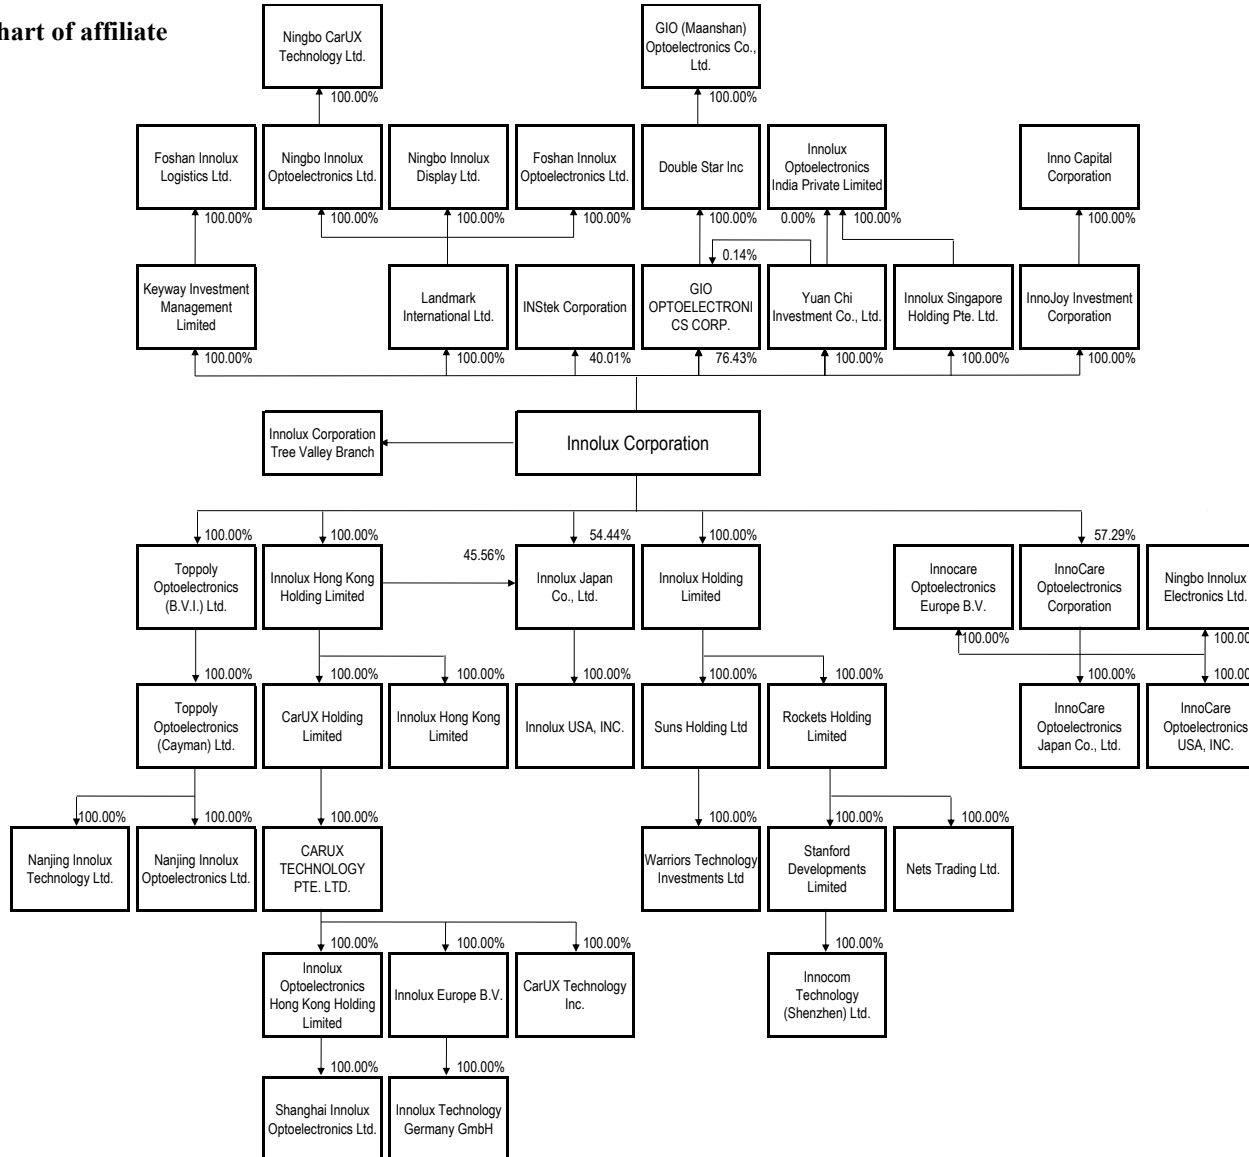 hart of affiliate
Ningbo CarUX
Technology Ltd.
GIO (Maanshan)
Optoelectronics Co.,
Ltd.
100.00%
100.00%
Foshan Innolux
Logistics Ltd.
Ningbo Innolux
Optoelectronics Ltd.
Ningbo Innolux
Display Ltd.
Foshan Innolux
Optoelectronics Ltd.
Double Star Inc
Innolux
Optoelectronics
India Private Limited
Inno Capital
Corporation
100.00%
100.00%
100.00%
100.00%
100.00%
0.00%
100.00%
100.00%
0.14%
Keyway Investment
Management
Limited
Landmark
International Ltd.
INStek Corporation
GIO
OPTOELECTRONI
CS CORP.
Yuan Chi
Investment Co., Ltd.
Innolux Singapore
Holding Pte. Ltd.
InnoJoy Investment
Corporation
100.00%
100.00%
40.01%
76.43%
100.00%
100.00%
100.00%
Innolux Corporation
Tree Valley Branch
Innolux Corporation
100.00%
100.00%
54.44%
100.00%
57.29%
45.56%
Toppoly
Optoelectronics
(B.V.I.) Ltd.
Innolux Hong Kong
Holding Limited
Innolux Japan
Co., Ltd.
Innolux Holding
Limited
Innocare
Optoelectronics
Europe B.V.
InnoCare
Optoelectronics
Corporation
Ningbo Innolux
Electronics Ltd.
100.00%
100.00
100.00%
100.00%
100.00%
100.00%
100.00%
100.00%
100.00%
100.00
Toppoly
Optoelectronics
(Cayman) Ltd.
CarUX Holding
Limited
Innolux Hong Kong
Limited
Innolux USA, INC.
Suns Holding Ltd
Rockets Holding
Limited
InnoCare
Optoelectronics
Japan Co., Ltd.
InnoCare
Optoelectronics
USA, INC.
100.00%
100.00%
100.00%
100.00%
100.00%
100.00%
Nanjing Innolux
Technology Ltd.
Nanjing Innolux
Optoelectronics Ltd.
CARUX
TECHNOLOGY
PTE. LTD.
Warriors Technology
Investments Ltd
Stanford
Developments
Limited
Nets Trading Ltd.
100.00%
100.00%
100.00%
100.00%
Innolux
Optoelectronics
Hong Kong Holding
Limited
Innolux Europe B.V.
CarUX Technology
Inc.
Innocom
Technology
(Shenzhen) Ltd.
100.00%
100.00%
Shanghai Innolux
Optoelectronics Ltd.
Innolux Technology
Germany GmbH